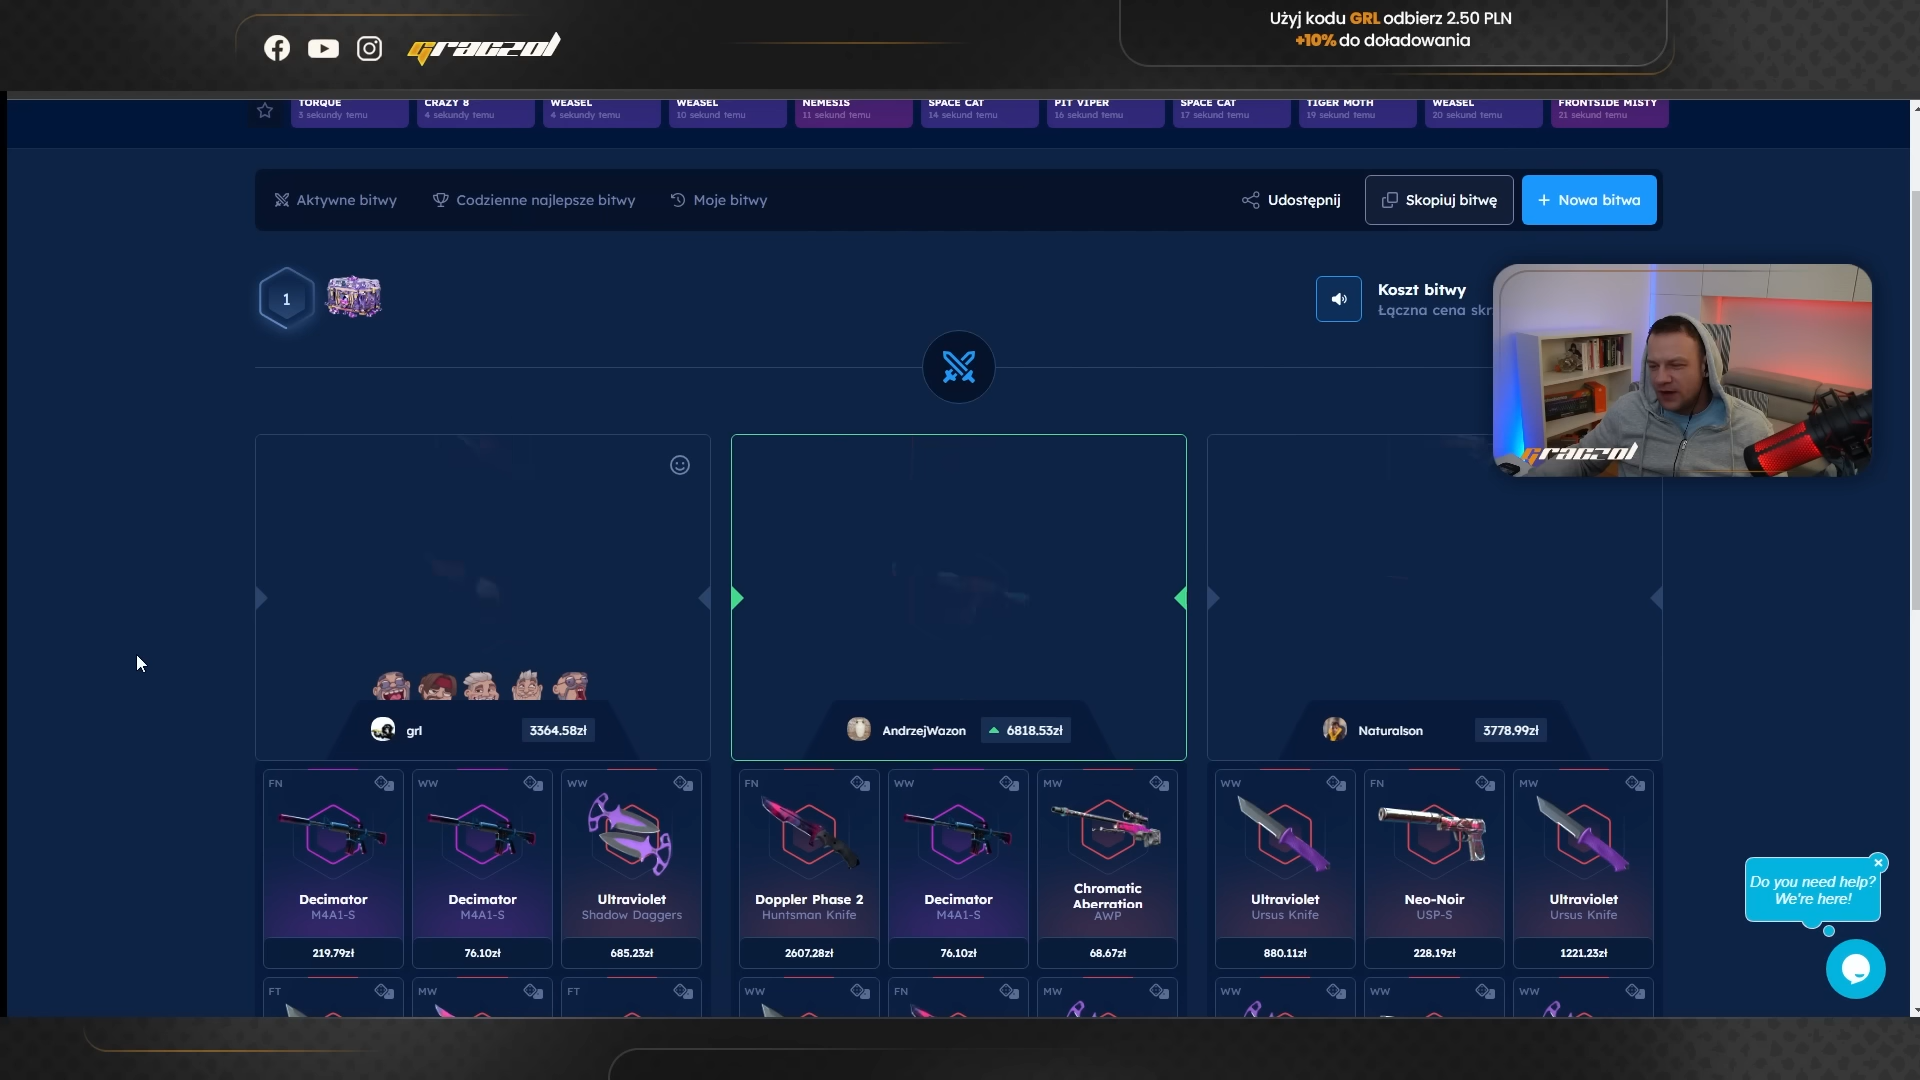 graczol
Użyj kodu GRL odbierz 2.50 PLN
+10% do doładowania
TORQUE
3 sekundy temu
CRAZY 8
4 sekundy temu
WEASEL
4 sekundy temu
WEASEL
10 sekund temu
NEMESIS
11 sekund temu
SPACE CAT
14 sekund temu
PIT VIPER
16 sekund temu
SPACE CAT
17 sekund temu
TIGER MOTH
19 sekund temu
WEASEL
20 sekund temu
FRONTSIDE MISTY
21 sekund temu
Aktywne bitwy
Codzienne najlepsze bitwy
Moje bitwy
Udostępnij
Skopiuj bitwę
+ Nowa bitwa
1
Koszt bitwy
Łączna cena skr
graczol
grl
3364.58zł
AndrzejWazon
6818.53zł
Naturalson
3778.99zł
FN
Decimator
M4A1-S
219.79zł
WW
Decimator
M4A1-S
76.10zł
WW
Ultraviolet
Shadow Daggers
685.23zł
FN
Doppler Phase 2
Huntsman Knife
2607.28zł
WW
Decimator
M4A1-S
76.10zł
MW
Chromatic
Aberration
AWP
68.67zł
WW
Ultraviolet
Ursus Knife
880.11zł
FN
Neo-Noir
USP-S
228.19zł
MW
Ultraviolet
Ursus Knife
1221.23zł
FT
MW
FT
WW
FN
MW
WW
WW
WW
Do you need help?
We're here!